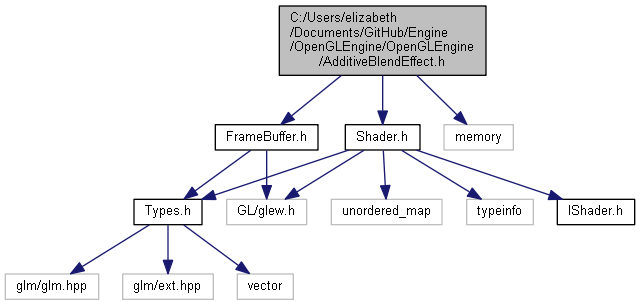 C:/Users/elizabeth
/Documents/GitHub/Engine
/OpenGLEngine/OpenGLEngine
/AdditiveBlendEffect.h
FrameBuffer.h
Shader.h
memory
Types.h
GL/glew.h
unordered_map
typeinfo
IShader.h
glm/glm.hpp
glm/ext.hpp
vector